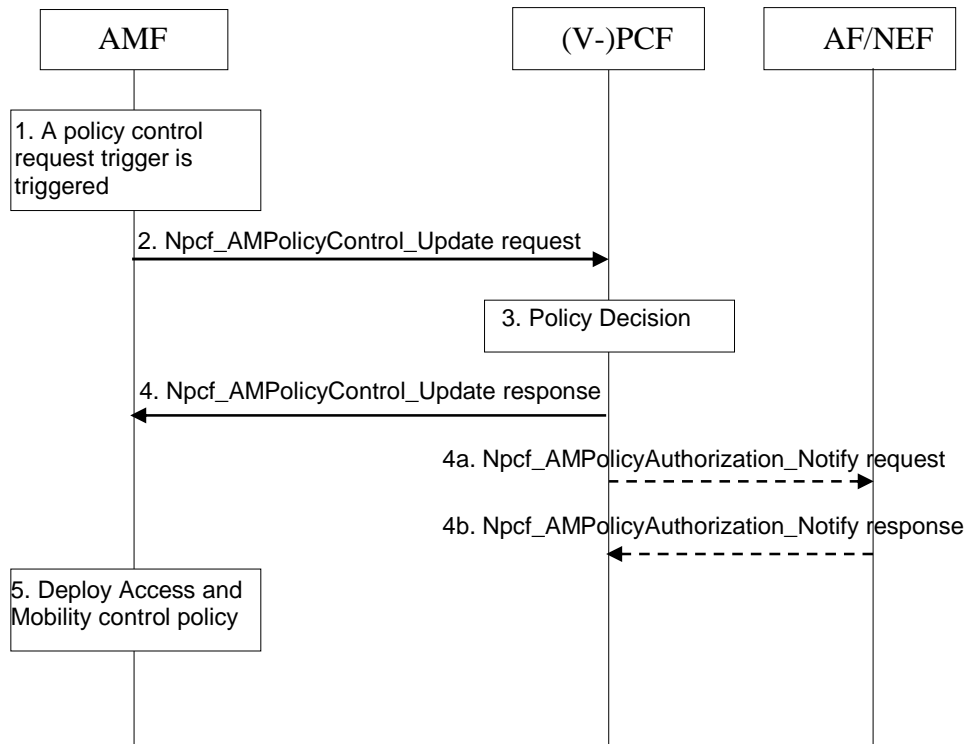 AMF
(V-)PCF
AF/NEF
1. A policy control
request trigger is
triggered
2. Npcf_AMPolicyControl_Update request
3. Policy Decision
4. Npcf_AMPolicyControl_Update response
4a. Npcf_AMPolicyAuthorization_Notify request
4b. Npcf_AMPolicyAuthorization_Notify response
5. Deploy Access and
Mobility control policy